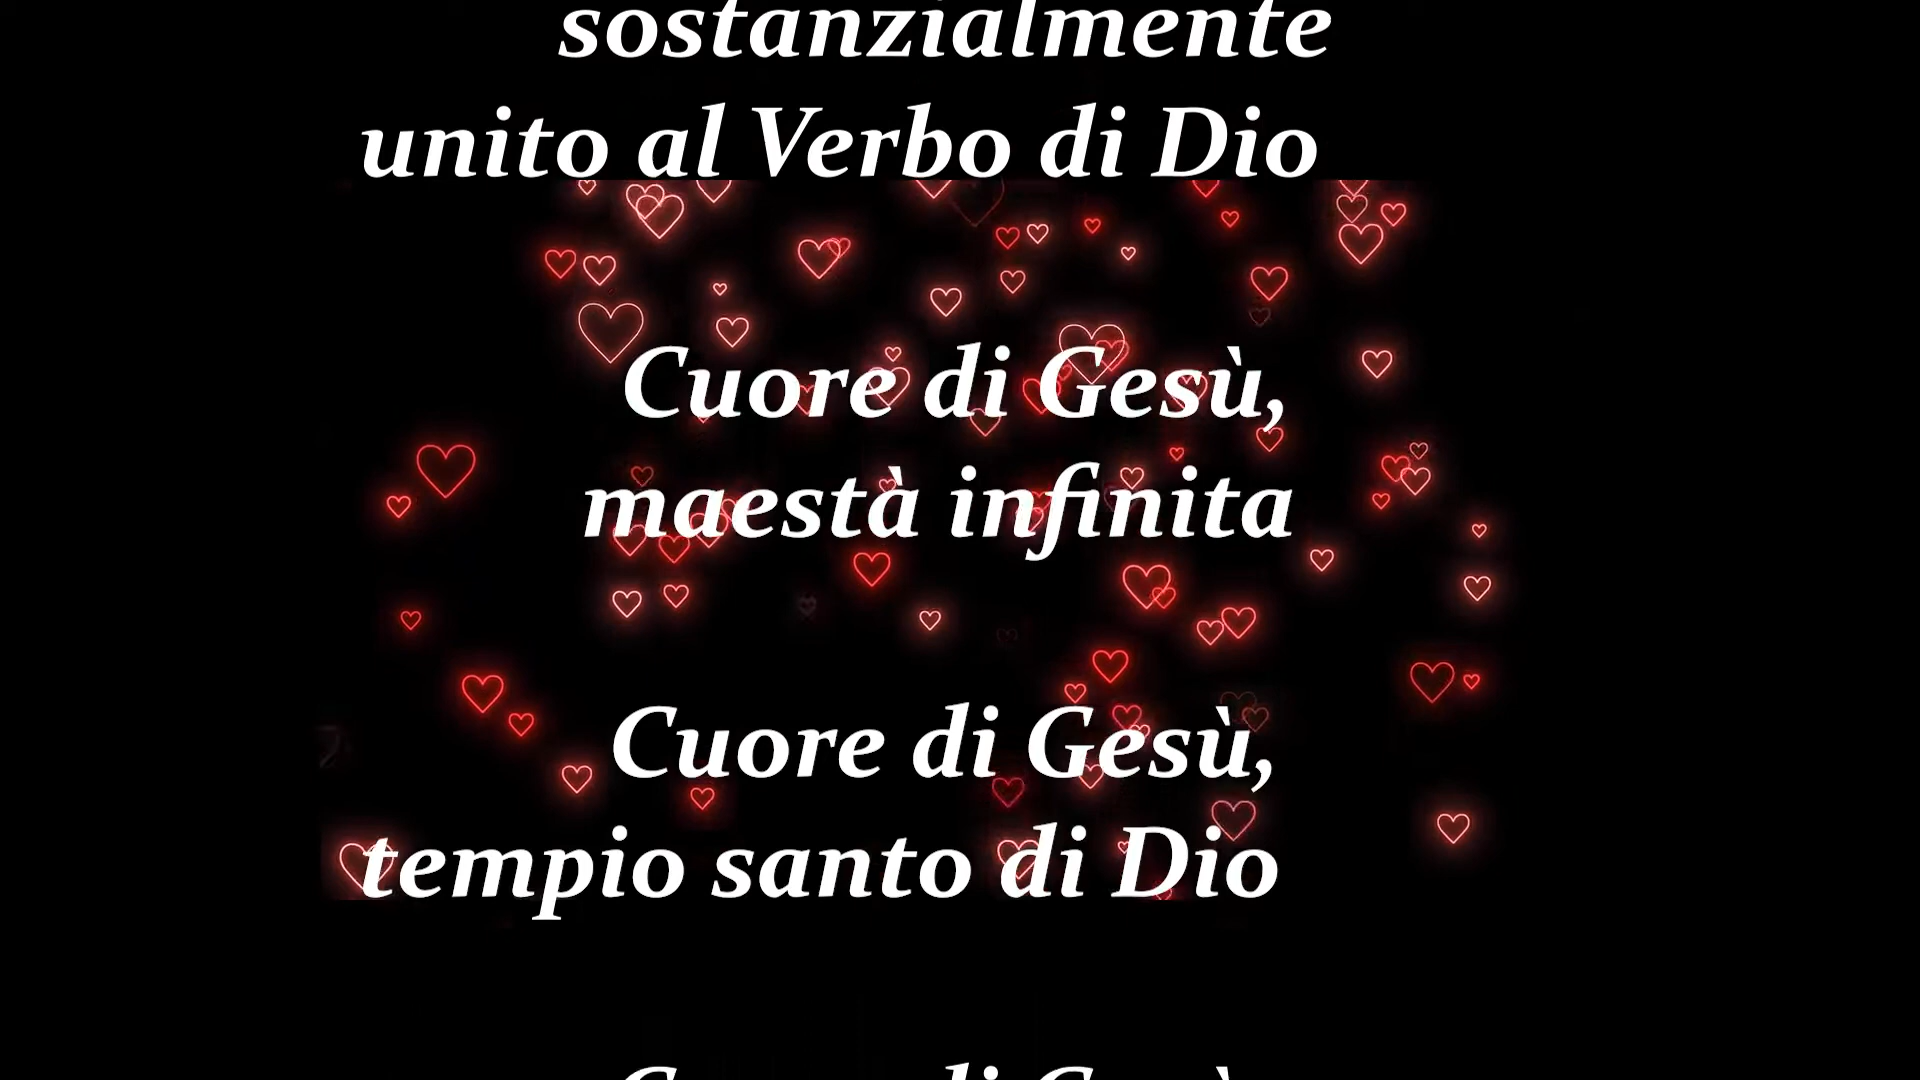 sostanzialmente
unito al Verbo di Dio
Cuore di Gesù,
maestà infinita
Cuore di Gesù,
tempio santo di Dio